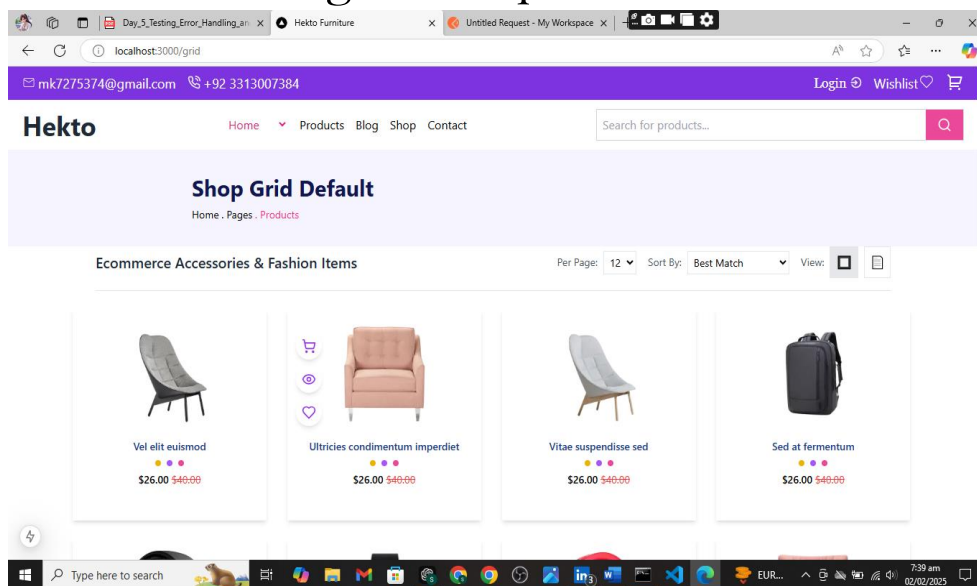 Day_5_Testing_Error_Handling_an
Hekto Furniture
Untitled Request - My Workspace
localhost:3000/grid
mk7275374@gmail.com +92 3313007384 Login Wishlist
Hekto
Home Products Blog Shop Contact
Search for products...
Shop Grid Default
Home . Pages . Products
Ecommerce Accessories & Fashion Items
Per Page: 12 Sort By: Best Match View:
Vel elit euismod
$26.00 $40.00
Ultricies condimentum imperdiet
$26.00 $40.00
Vitae suspendisse sed
$26.00 $40.00
Sed at fermentum
$26.00 $40.00
Type here to search
EUR...
7:39 am
02/02/2025